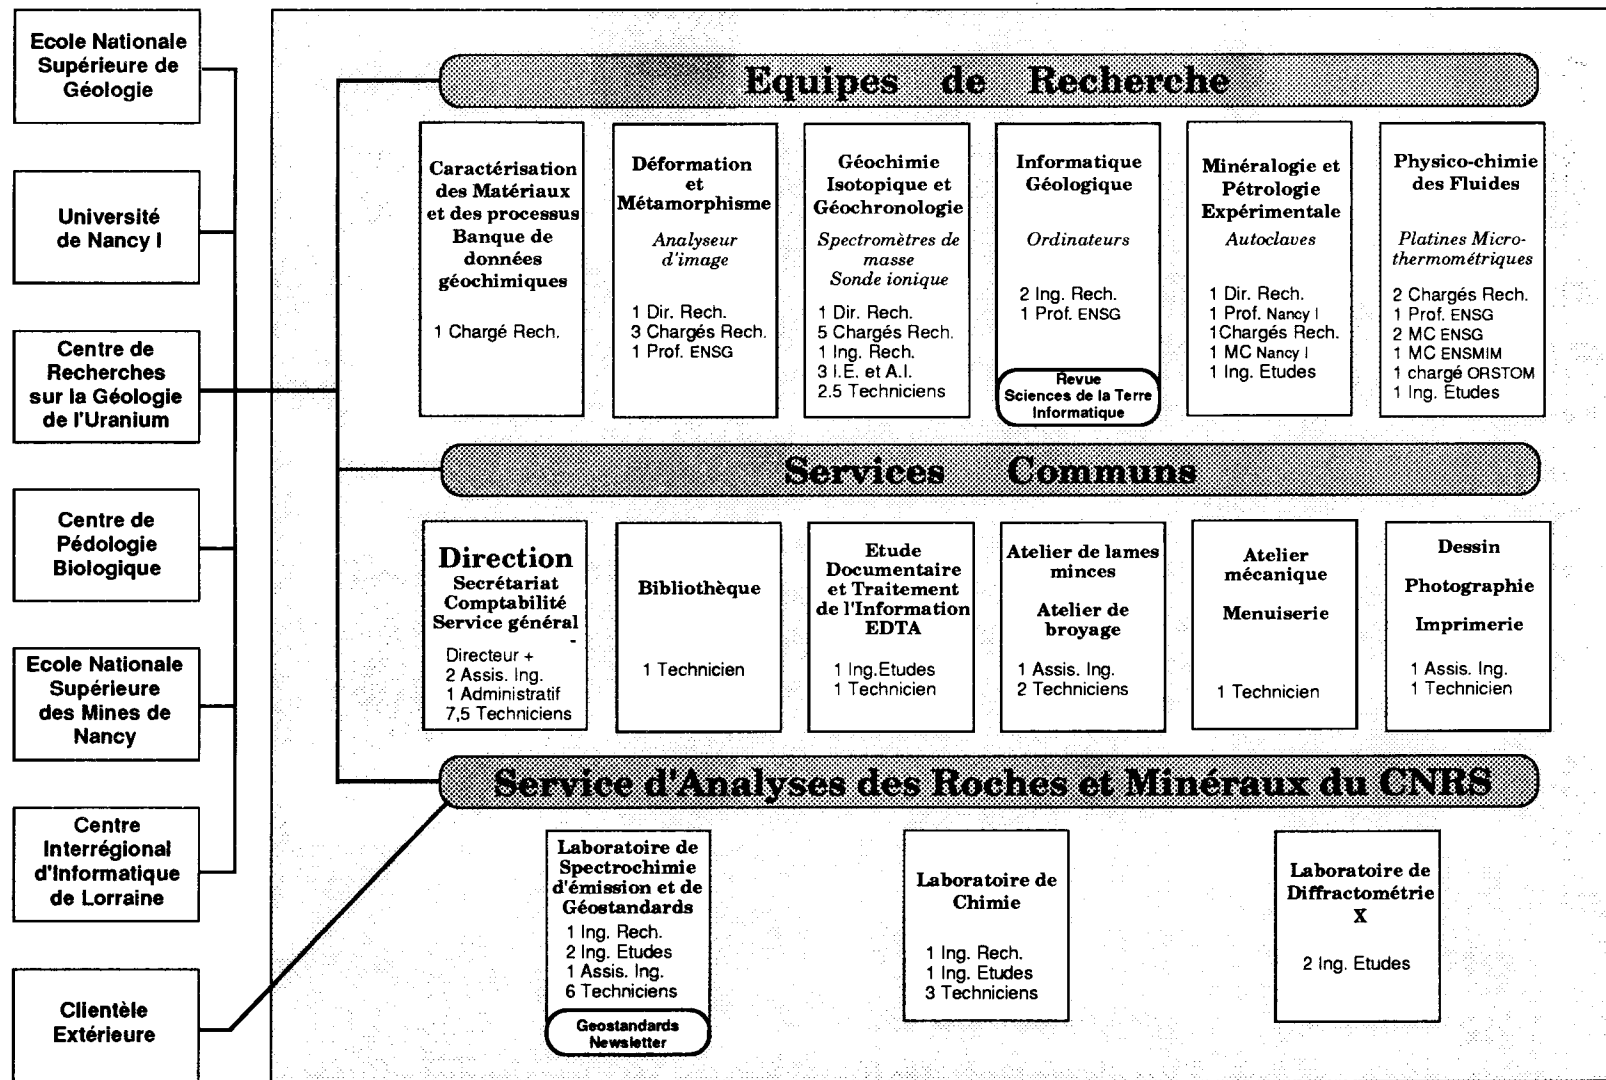 Ecole Nationale
Supérieure de
Géologie
Université
de Nancy I
Centre de
Recherches
sur la Géologie
de l'Uranium
Centre de
Pédologie
Biologique
Ecole Nationale
Supérieure
des Mines de
Nancy
Centre
Interrégional
d'Informatique
de Lorraine
Clientèle
Extérieure
Equipes de Recherche
Caractérisation
des Matériaux
et des processus
Banque de
données
géochimiques
1 Chargé Rech.
Déformation
et
Métamorphisme
Analyseur
d'image
1 Dir. Rech.
3 Chargés Rech.
1 Prof. ENSG
Géochimie
Isotopique et
Géochronologie
Spectromètres de
masse
Sonde ionique
1 Dir. Rech.
5 Chargés Rech.
1 Ing. Rech.
3 I.E. et A.I.
2.5 Techniciens
Informatique
Géologique
Ordinateurs
2 Ing. Rech.
1 Prof. ENSG
Revue
Sciences de la Terre
Informatique
Minéralogie et
Pétrologie
Expérimentale
Autoclaves
1 Dir. Rech.
1 Prof. Nancy I
1Chargés Rech.
1 MC Nancy I
1 Ing. Etudes
Physico-chimie
des Fluides
Platines Micro-
thermométriques
2 Chargés Rech.
1 Prof. ENSG
2 MC ENSG
1 MC ENSMIM
1 chargé ORSTOM
1 Ing. Etudes
Services Communs
Direction
Secrétariat
Comptabilité
Service général
-
Directeur +
2 Assis. Ing.
1 Administratif
7,5 Techniciens
Bibliothèque
1 Technicien
Etude
Documentaire
et Traitement
de l'Information
EDTA
1 Ing.Etudes
1 Technicien
Atelier de lames
minces
Atelier de
broyage
1 Assis. Ing.
2 Techniciens
Atelier
mécanique
Menuiserie
1 Technicien
Dessin
Photographie
Imprimerie
1 Assis. Ing.
1 Technicien
Service d'Analyses des Roches et Minéraux du CNRS
Laboratoire de
Spectrochimie
d'émission et de
Géostandards
1 Ing. Rech.
2 Ing. Etudes
1 Assis. Ing.
6 Techniciens
Geostandards
Newsletter
Laboratoire de
Chimie
1 Ing. Rech.
1 Ing. Etudes
3 Techniciens
Laboratoire de
Diffractométrie
X
2 Ing. Etudes